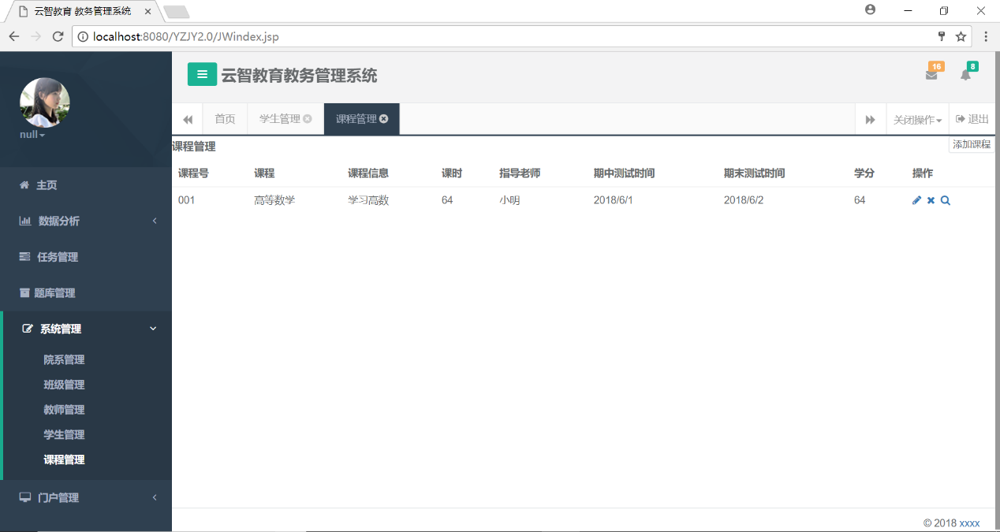 云智教育 教务管理系统
localhost:8080/YZJY2.0/JWindex.jsp
null
主页
数据分析
任务管理
题库管理
系统管理
院系管理
班级管理
教师管理
学生管理
课程管理
门户管理
云智教育教务管理系统
16
8
首页
学生管理
课程管理
关闭操作
退出
课程管理
添加课程
课程号 课程 课程信息 课时 指导老师 期中测试时间 期末测试时间 学分 操作
001 高等数学 学习高数 64 小明 2018/6/1 2018/6/2 64
© 2018 xxxx